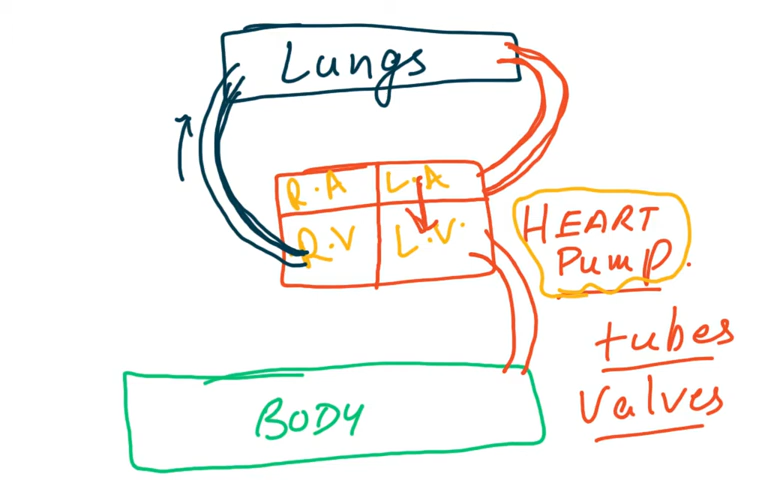 Lungs
R.A L.A
R.V L.V.
HEART
PumP.
tubes
Valves
BODY